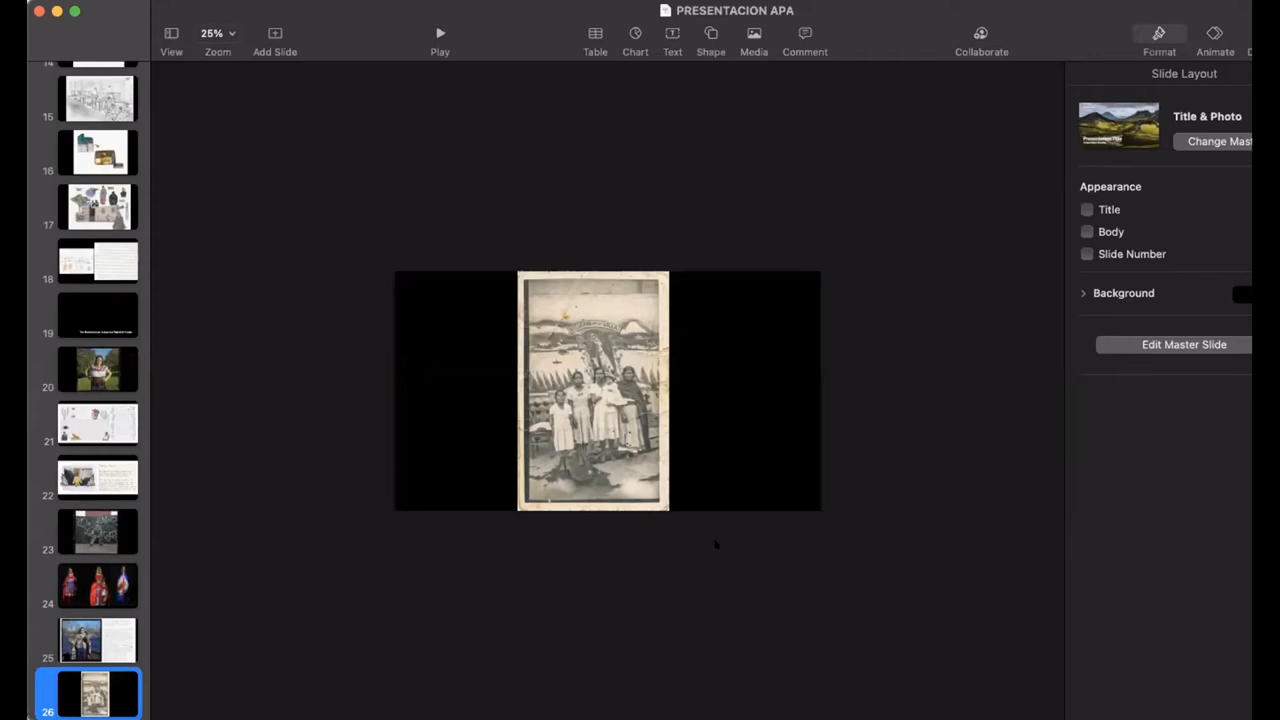 PRESENTACION APA
25%
View
Zoom
Add Slide
Play
Table
Chart
Text
Shape
Media
Comment
Collaborate
Format
Animate
Slide Layout
Title & Photo
Change Mast
Appearance
Title
Body
Slide Number
Background
Edit Master Slide
14
15
16
17
18
19
20
21
22
23
24
25
26